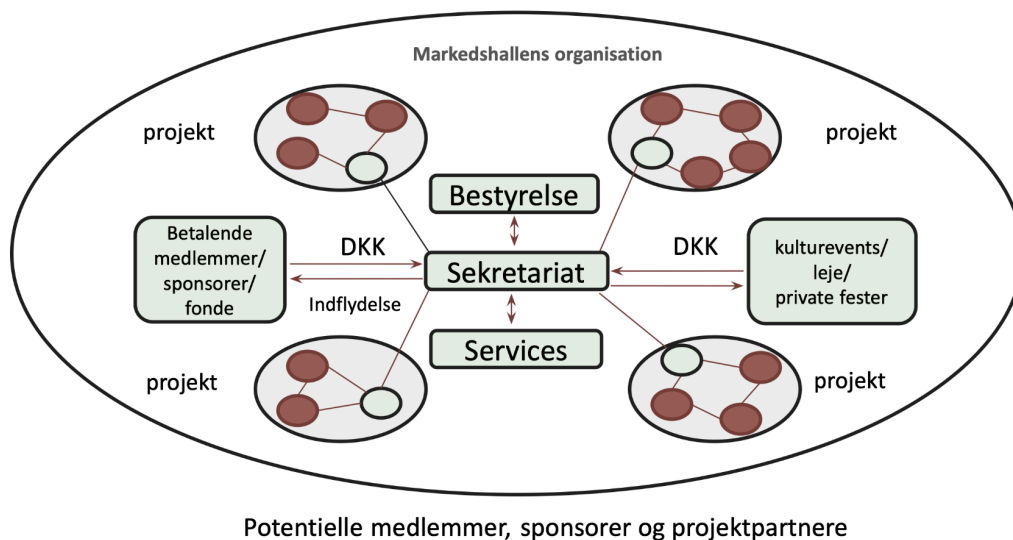 Markedshallens organisation
projekt
projekt
Bestyrelse
Betalende
medlemmer/
sponsorer/
fonde
DKK
Indflydelse
Sekretariat
DKK
kulturevents/
leje/
private fester
Services
projekt
projekt
Potentielle medlemmer, sponsorer og projektpartnere